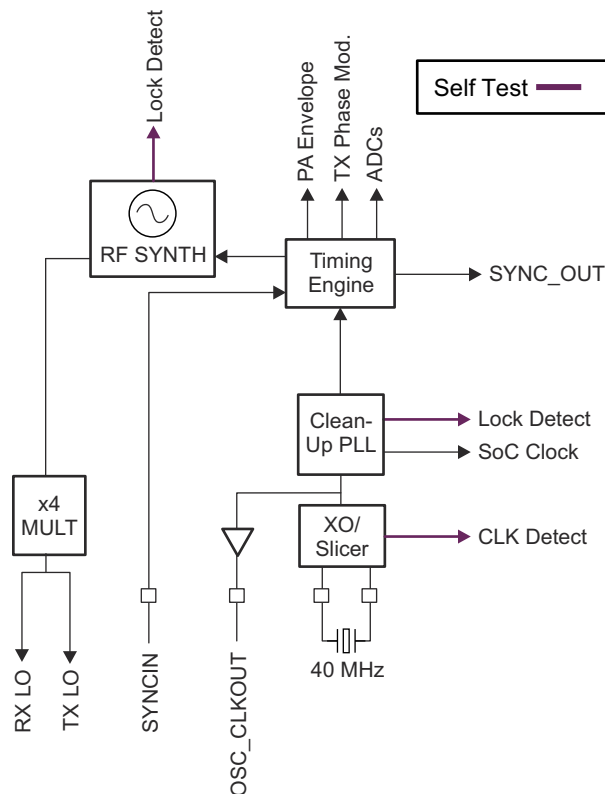 Lock Detect
PA Envelope
TX Phase Mod.
ADCs
Self Test
RF SYNTH
Timing
Engine
SYNC_OUT
Clean-
Up PLL
Lock Detect
SoC Clock
x4
MULT
XO/
Slicer
CLK Detect
40 MHz
RX LO
TX LO
SYNCIN
OSC_CLKOUT